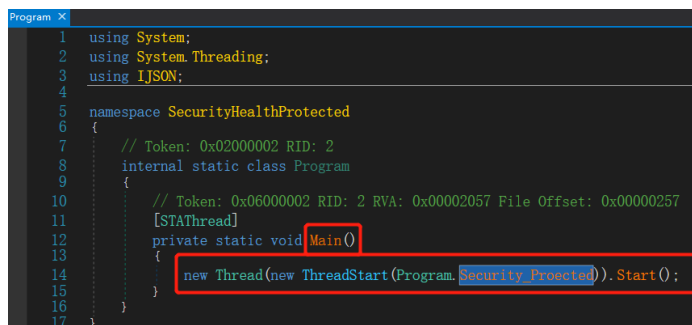 Program ×
1 using System;
2 using System.Threading;
3 using IJSON;
4
5 namespace SecurityHealthProtected
6 {
7 // Token: 0x02000002 RID: 2
8 internal static class Program
9 {
10 // Token: 0x06000002 RID: 2 RVA: 0x00002057 File Offset: 0x00000257
11 [STAThread]
12 private static void Main()
13 {
14 new Thread(new ThreadStart(Program.Security_Proected)).Start();
15 }
16 }
17 }